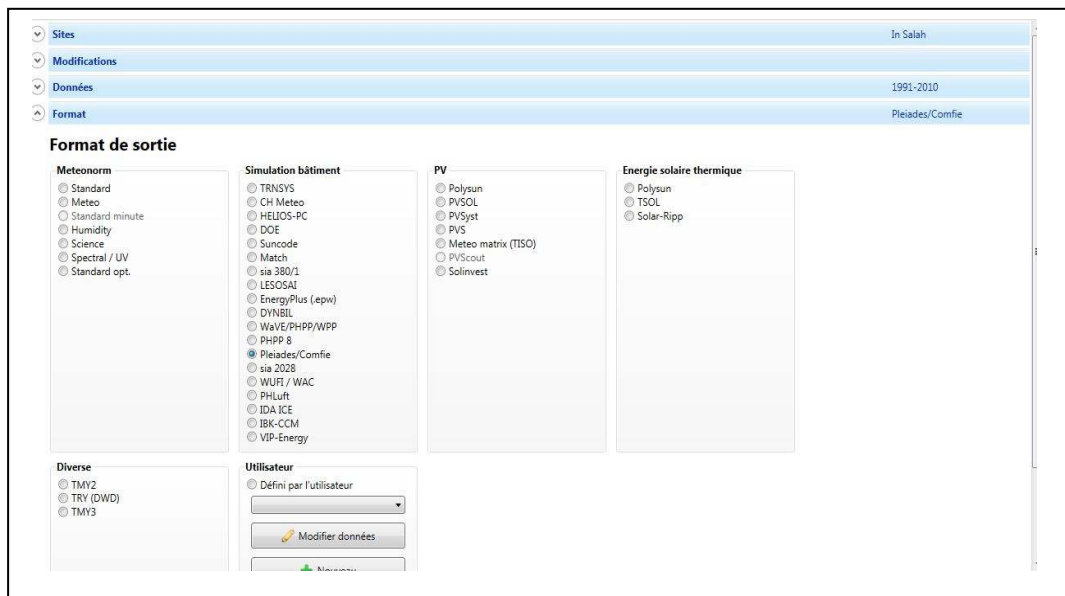 Sites In Salah
Modifications
Données 1991-2010
Format Pleiades/Comfie
Format de sortie
Meteonorm
Standard
Meteo
Standard minute
Humidity
Science
Spectral / UV
Standard opt.
Simulation bâtiment
TRNSYS
CH Meteo
HELIOS-PC
DOE
Suncode
Match
sia 380/1
LESOSAI
EnergyPlus (.epw)
DYNBIL
WaVE/PHPP/WPP
PHPP 8
Pleiades/Comfie
sia 2028
WUFI / WAC
PHLuft
IDA ICE
IBK-CCM
VIP-Energy
PV
Polysun
PVSOL
PVSyst
PVS
Meteo matrix (TISO)
PVScout
Solinvest
Energie solaire thermique
Polysun
TSOL
Solar-Ripp
Diverse
TMY2
TRY (DWD)
TMY3
Utilisateur
Défini par l'utilisateur
Modifier données
Nouveau